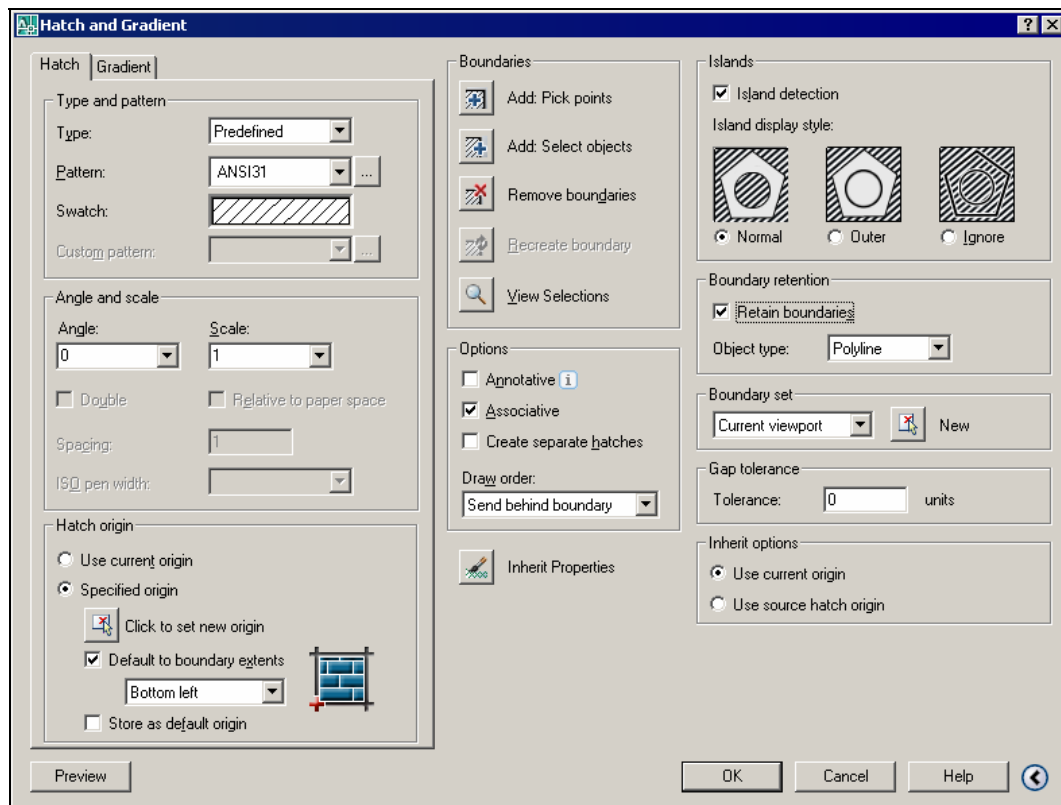 Hatch and Gradient
Hatch
Gradient
Type and pattern
Type:
Predefined
Pattern:
ANSI31
...
Swatch:
Custom pattern:
...
Angle and scale
Angle:
Scale:
0
1
Double
Relative to paper space
Spacing:
1
ISO pen width:
Hatch origin
Use current origin
Specified origin
Click to set new origin
Default to boundary extents
Bottom left
Store as default origin
Preview
Boundaries
Add: Pick points
Add: Select objects
Remove boundaries
Recreate boundary
View Selections
Options
Annotative
Associative
Create separate hatches
Draw order:
Send behind boundary
Inherit Properties
Islands
Island detection
Island display style:
Normal
Outer
Ignore
Boundary retention
Retain boundaries
Object type:
Polyline
Boundary set
Current viewport
New
Gap tolerance
Tolerance:
0
units
Inherit options
Use current origin
Use source hatch origin
OK
Cancel
Help